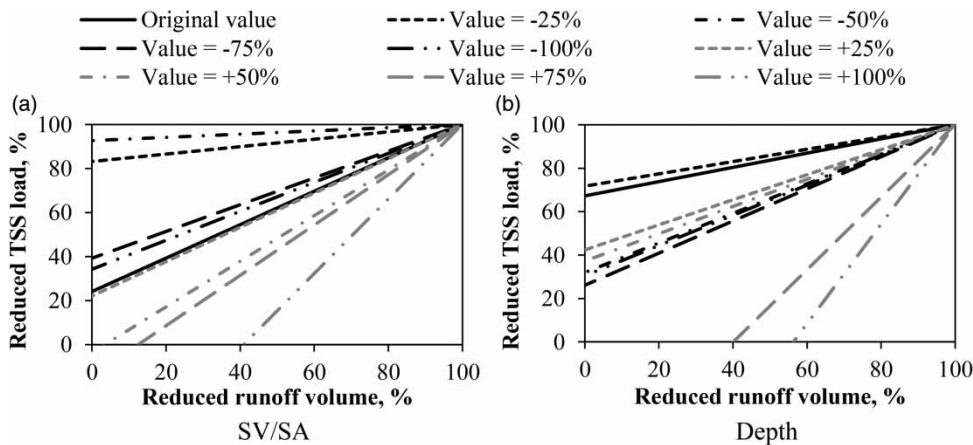 Original value
Value = -25%
Value = -50%
Value = -75%
Value = -100%
Value = +25%
Value = +50%
Value = +75%
Value = +100%
(a)
100
80
60
40
20
0
Reduced TSS load, %
0 20 40 60 80 100
Reduced runoff volume, %
SV/SA
(b)
100
80
60
40
20
0
Reduced TSS load, %
0 20 40 60 80 100
Reduced runoff volume, %
Depth